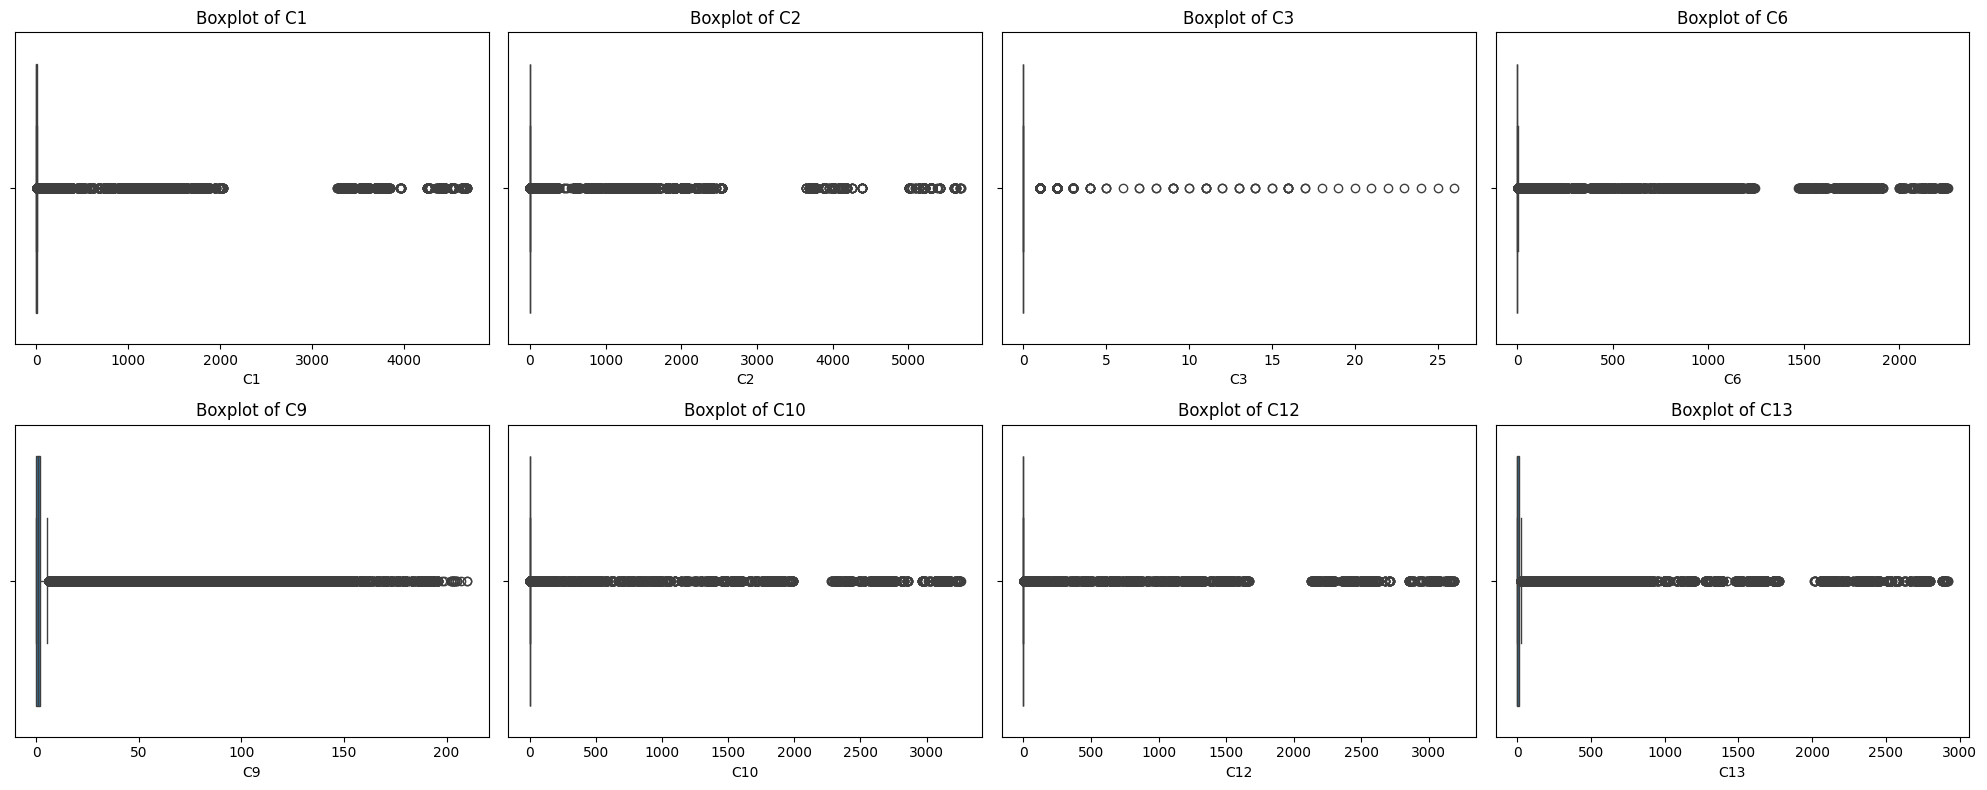 Boxplot of C1
Boxplot of C2
Boxplot of C3
Boxplot of C6
0 1000 2000 3000 4000
0 1000 2000 3000 4000 5000
0 5 10 15 20 25
0 500 1000 1500 2000
C1
C2
C3
C6
Boxplot of C9
Boxplot of C10
Boxplot of C12
Boxplot of C13
0 50 100 150 200
0 500 1000 1500 2000 2500 3000
0 500 1000 1500 2000 2500 3000
0 500 1000 1500 2000 2500 3000
C9
C10
C12
C13